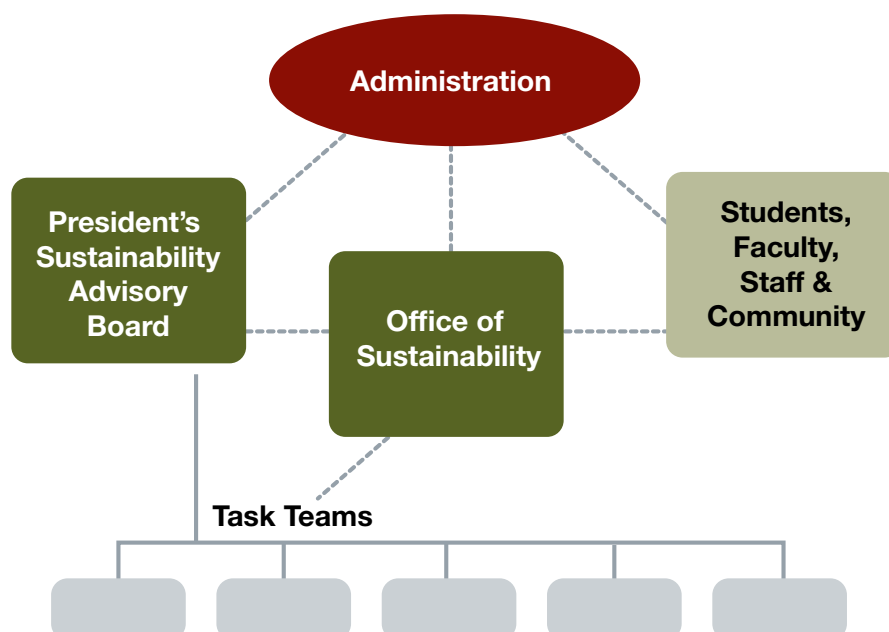 Administration
President’s
Sustainability
Advisory
Board
Office of
Sustainability
Students,
Faculty,
Staff &
Community
Task Teams